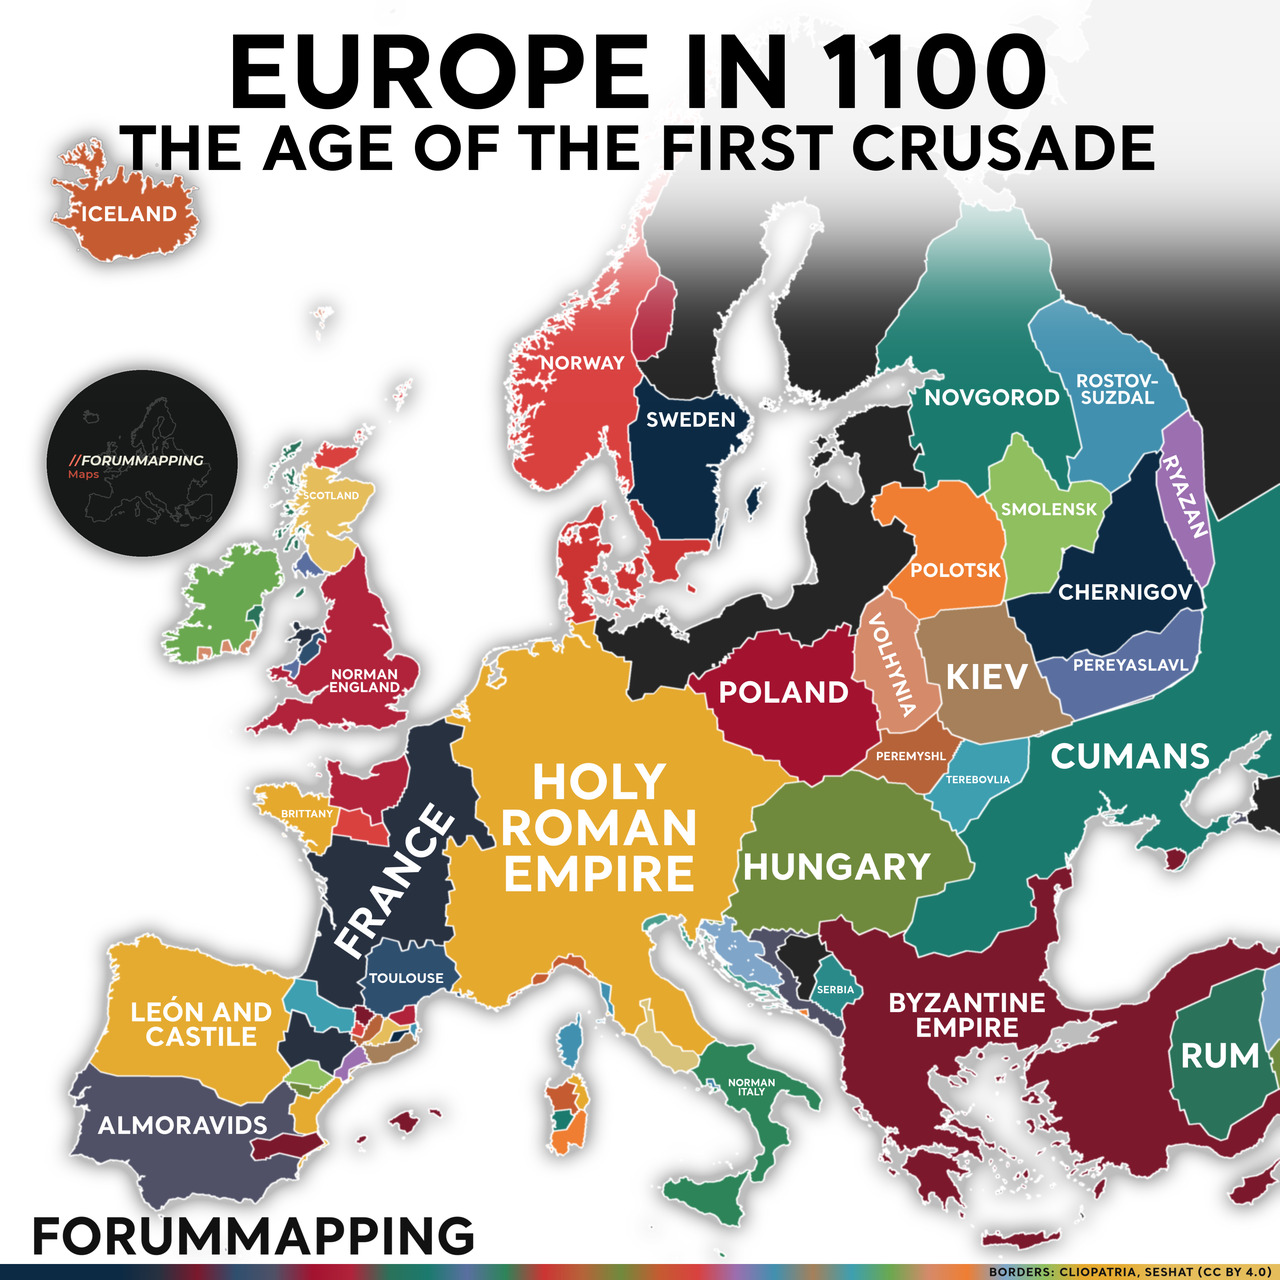 EUROPE IN 1100
THE AGE OF THE FIRST CRUSADE
ICELAND
NORWAY
SWEDEN
NOVGOROD
ROSTOV-
SUZDAL
RYAZAN
//FORUMMAPPING
Maps
SCOTLAND
SMOLENSK
POLOTSK
CHERNIGOV
VOLHYNIA
KIEV
PEREYASLAVL
NORMAN
ENGLAND
POLAND
PEREMYSHL
TEREBOVLIA
CUMANS
HOLY
ROMAN
EMPIRE
BRITTANY
FRANCE
HUNGARY
TOULOUSE
SERBIA
LEÓN AND
CASTILE
BYZANTINE
EMPIRE
RUM
NORMAN
ITALY
ALMORAVIDS
FORUMMAPPING
BORDERS: CLIOPATRIA, SESHAT (CC BY 4.0)